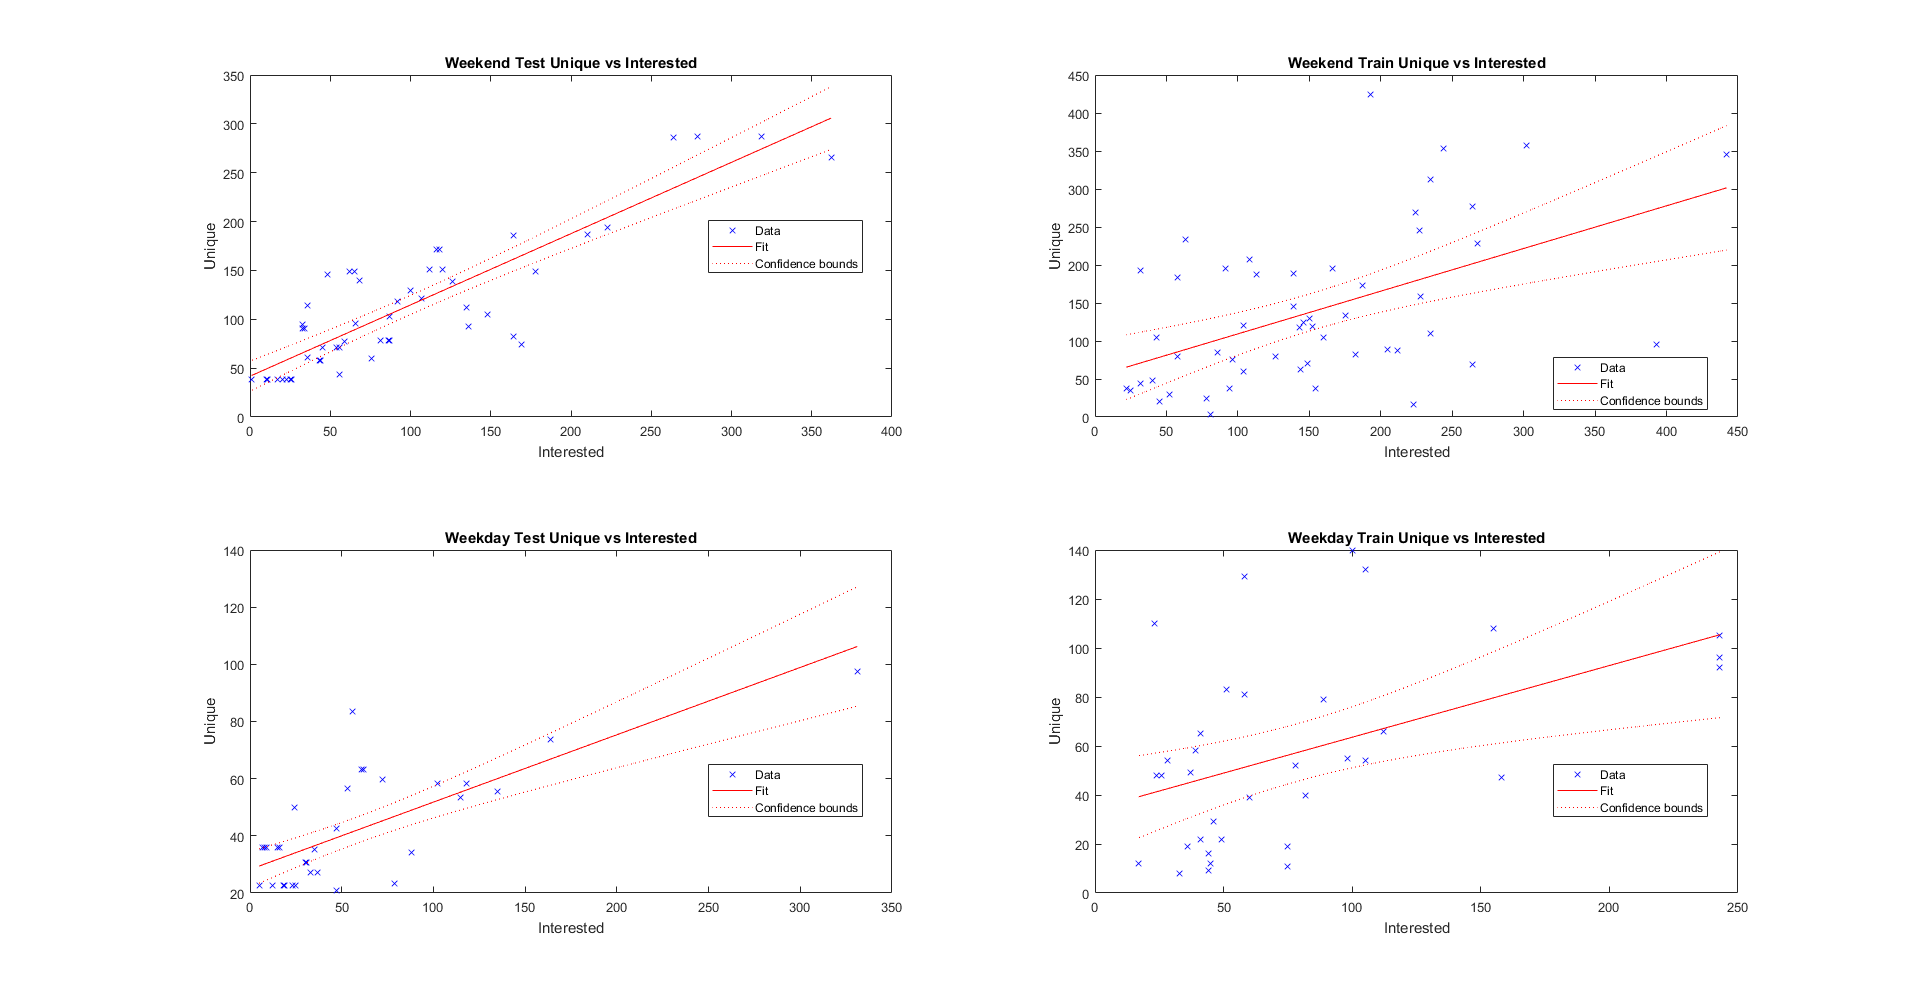 Weekend Test Unique vs Interested
350
300
250
200
150
100
50
0
Unique
0 50 100 150 200 250 300 350 400
Interested
Data
Fit
Confidence bounds
Weekend Train Unique vs Interested
450
400
350
300
250
200
150
100
50
0
Unique
0 50 100 150 200 250 300 350 400 450
Interested
Data
Fit
Confidence bounds
Weekday Test Unique vs Interested
140
120
100
80
60
40
20
Unique
0 50 100 150 200 250 300 350
Interested
Data
Fit
Confidence bounds
Weekday Train Unique vs Interested
140
120
100
80
60
40
20
0
Unique
0 50 100 150 200 250
Interested
Data
Fit
Confidence bounds